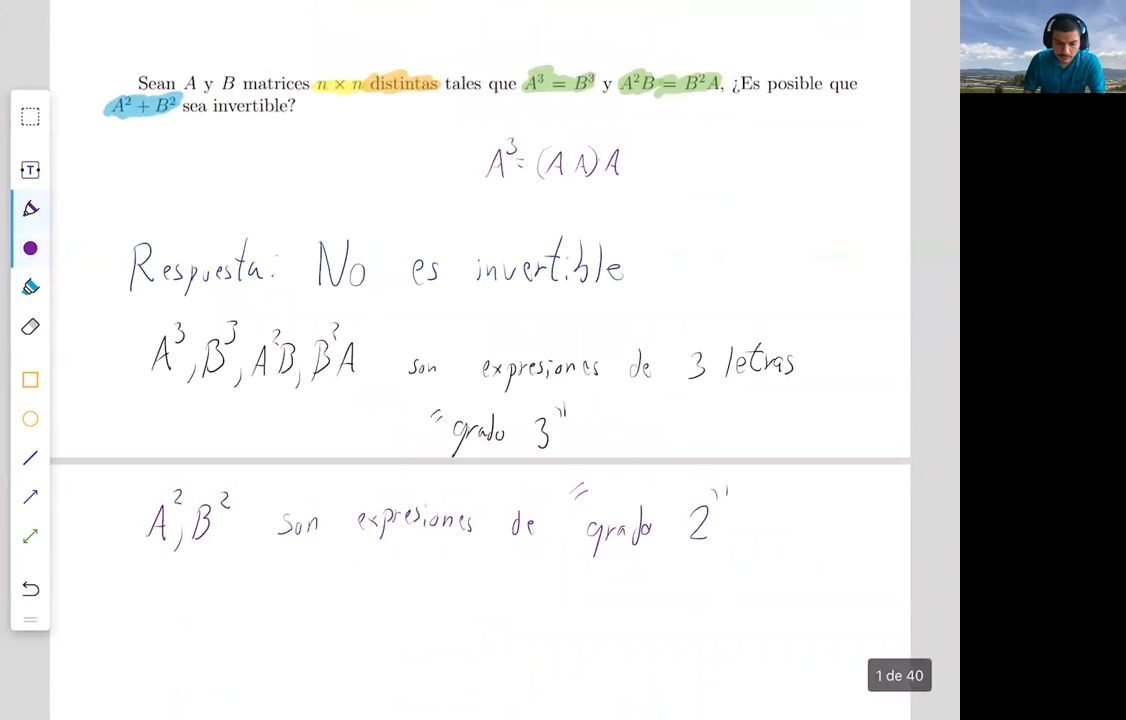 Sean A y B matrices n × n distintas tales que A³ = B³ y A²B = B²A, ¿Es posible que
A² + B² sea invertible?
A³ = (A A) A
Respuesta: No es invertible
A³, B³, A²B, B²A son expresiones de 3 letras
"grado 3"
A², B² son expresiones de "grado 2"
T
1 de 40